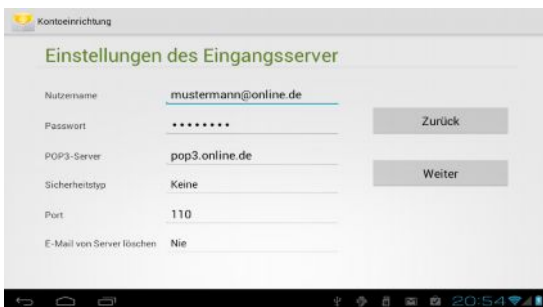 Kontoeinrichtung
Einstellungen des Eingangsserver
Nutzername mustermann@online.de
Passwort ••••••••
Zurück
POP3-Server pop3.online.de
Weiter
Sicherheitstyp Keine
Port 110
E-Mail von Server löschen Nie
20:54